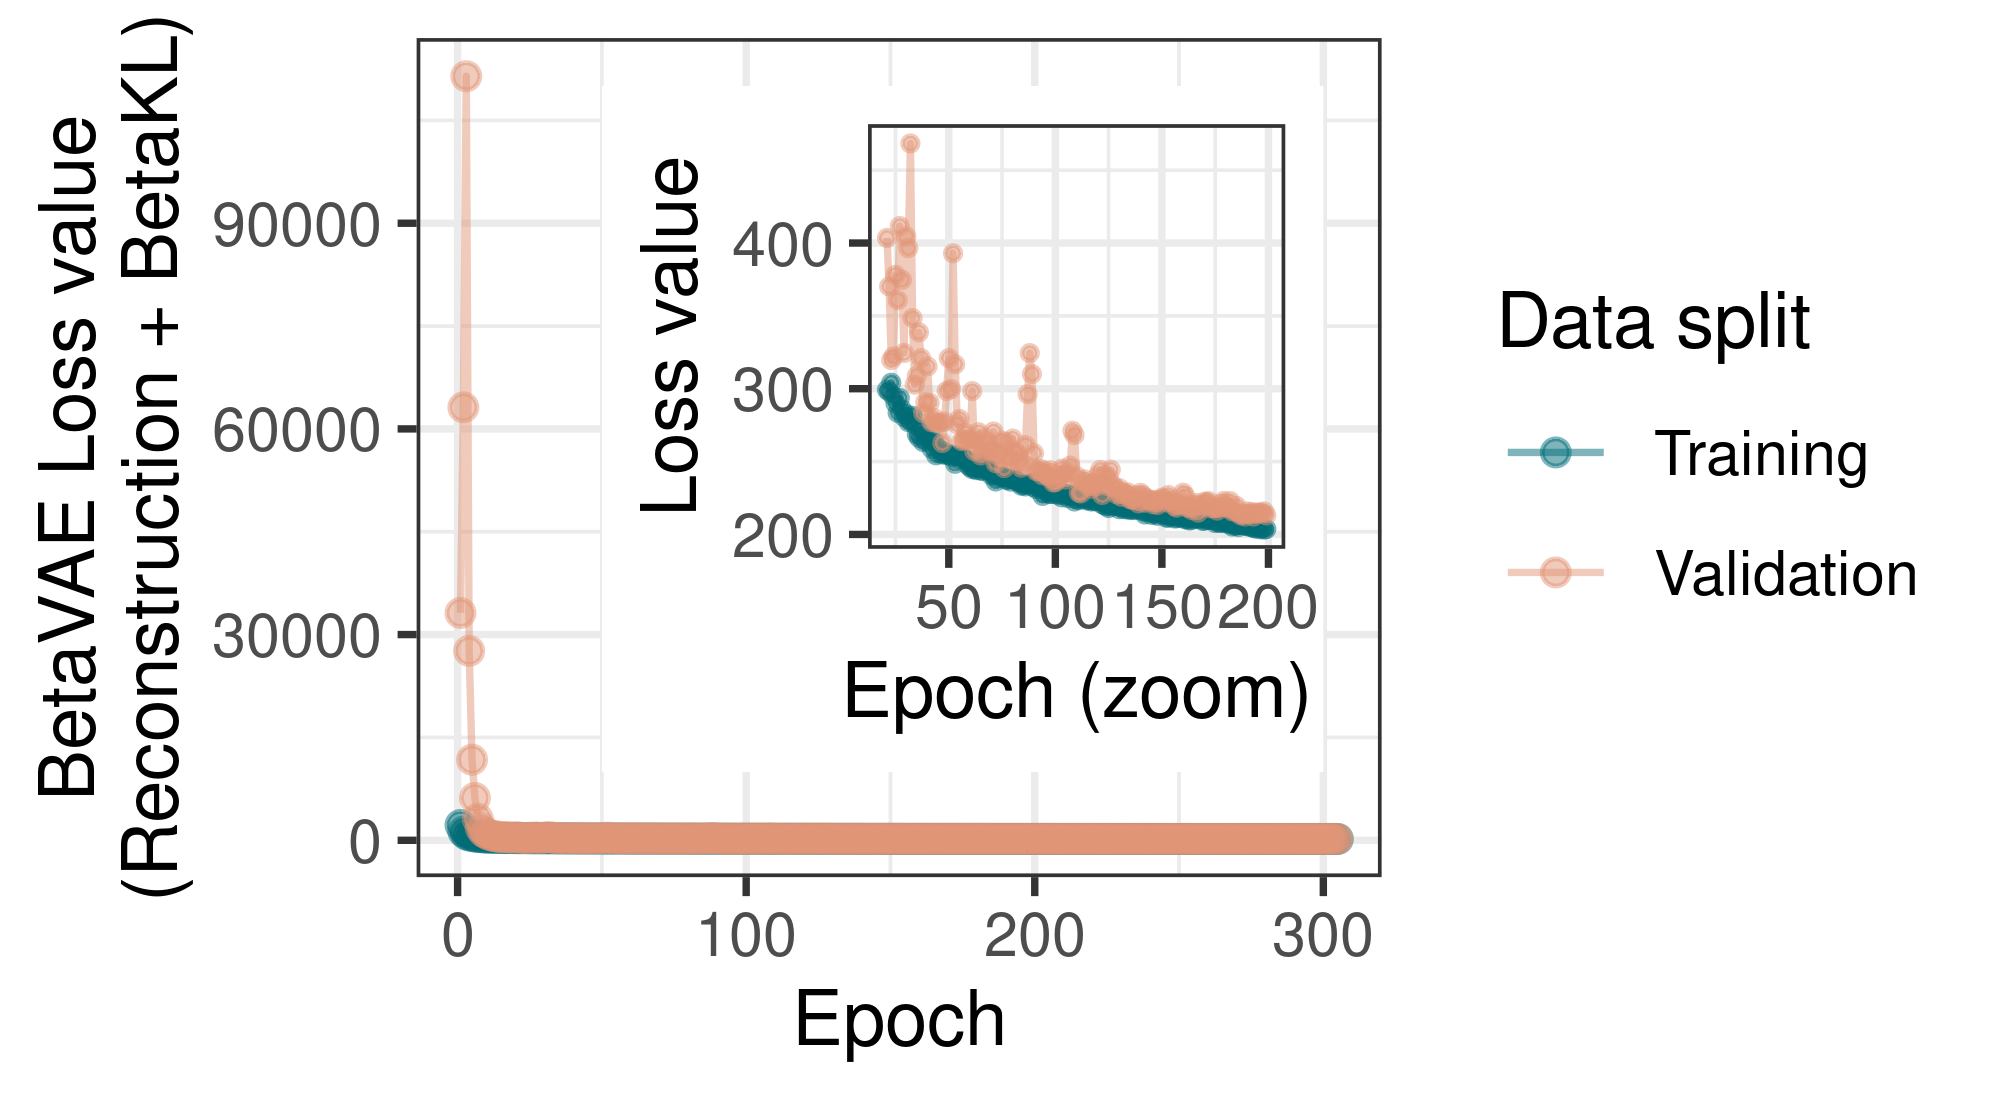 BetaVAE Loss value
(Reconstruction + BetaKL)
90000
60000
30000
0
0 100 200 300
Epoch
Loss value
400
300
200
50 100 150 200
Epoch (zoom)
Data split
Training
Validation